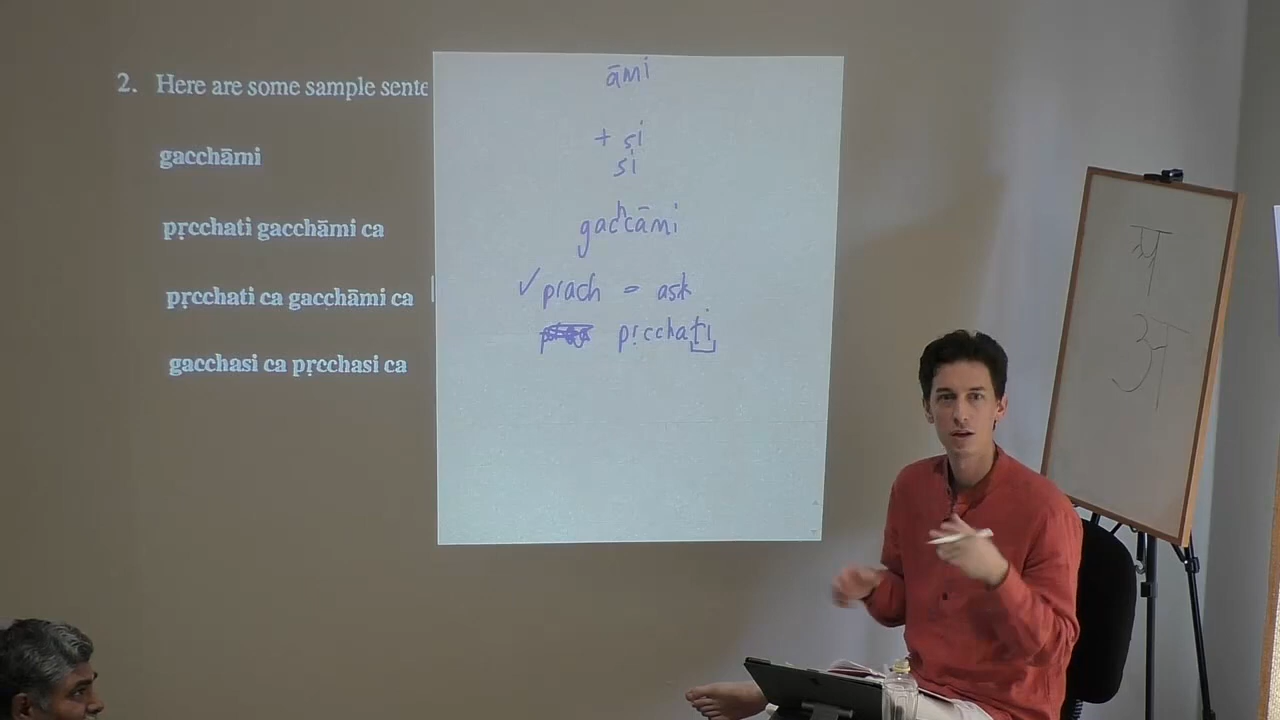 2. Here are some sample sente
gacchāmi
pṛcchati gacchāmi ca
pṛcchati ca gacchāmi ca
gacchasi ca pṛcchasi ca
āmi
+ si
si
gacchāmi
✓prach = ask
pṛcchati
अ